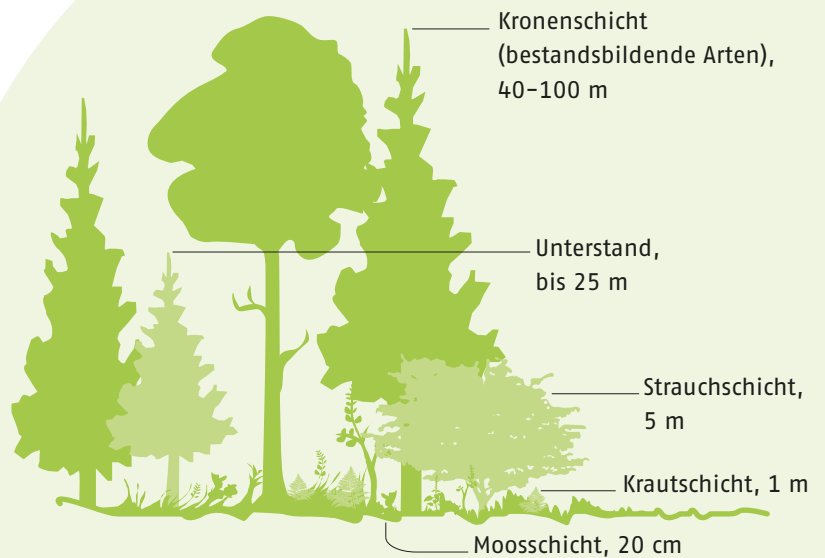 Kronenschicht
(bestandsbildende Arten),
40–100 m
Unterstand,
bis 25 m
Strauchschicht,
5 m
Krautschicht, 1 m
Moosschicht, 20 cm